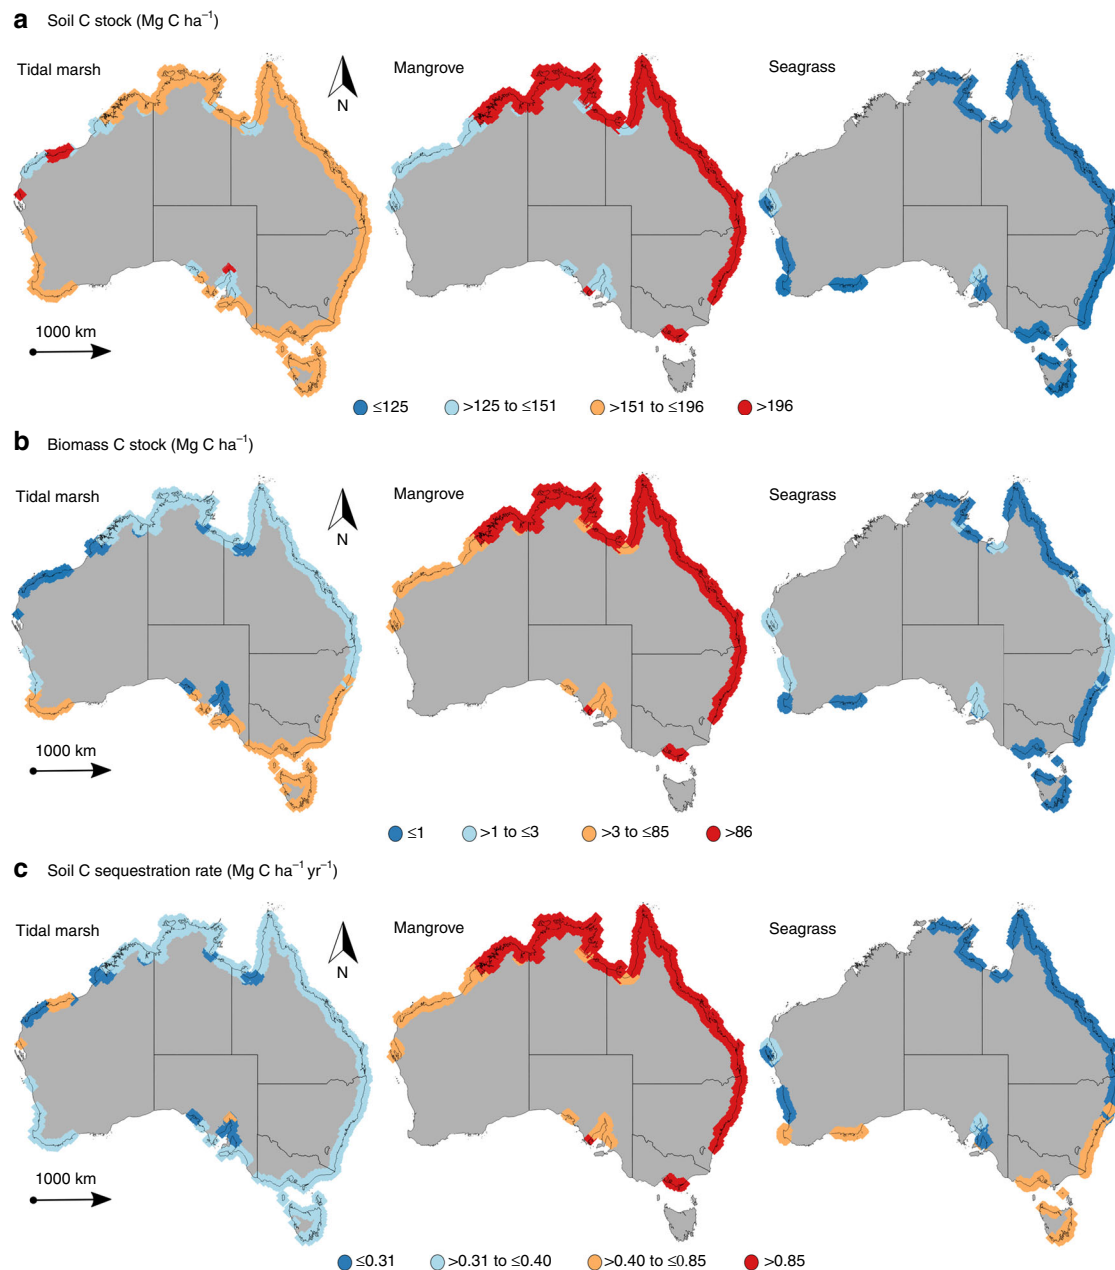 a Soil C stock (Mg C ha⁻¹)
Tidal marsh
Mangrove
Seagrass
N
1000 km
≤125
>125 to ≤151
>151 to ≤196
>196
b Biomass C stock (Mg C ha⁻¹)
Tidal marsh
Mangrove
Seagrass
N
1000 km
≤1
>1 to ≤3
>3 to ≤85
>86
c Soil C sequestration rate (Mg C ha⁻¹ yr⁻¹)
Tidal marsh
Mangrove
Seagrass
N
1000 km
≤0.31
>0.31 to ≤0.40
>0.40 to ≤0.85
>0.85